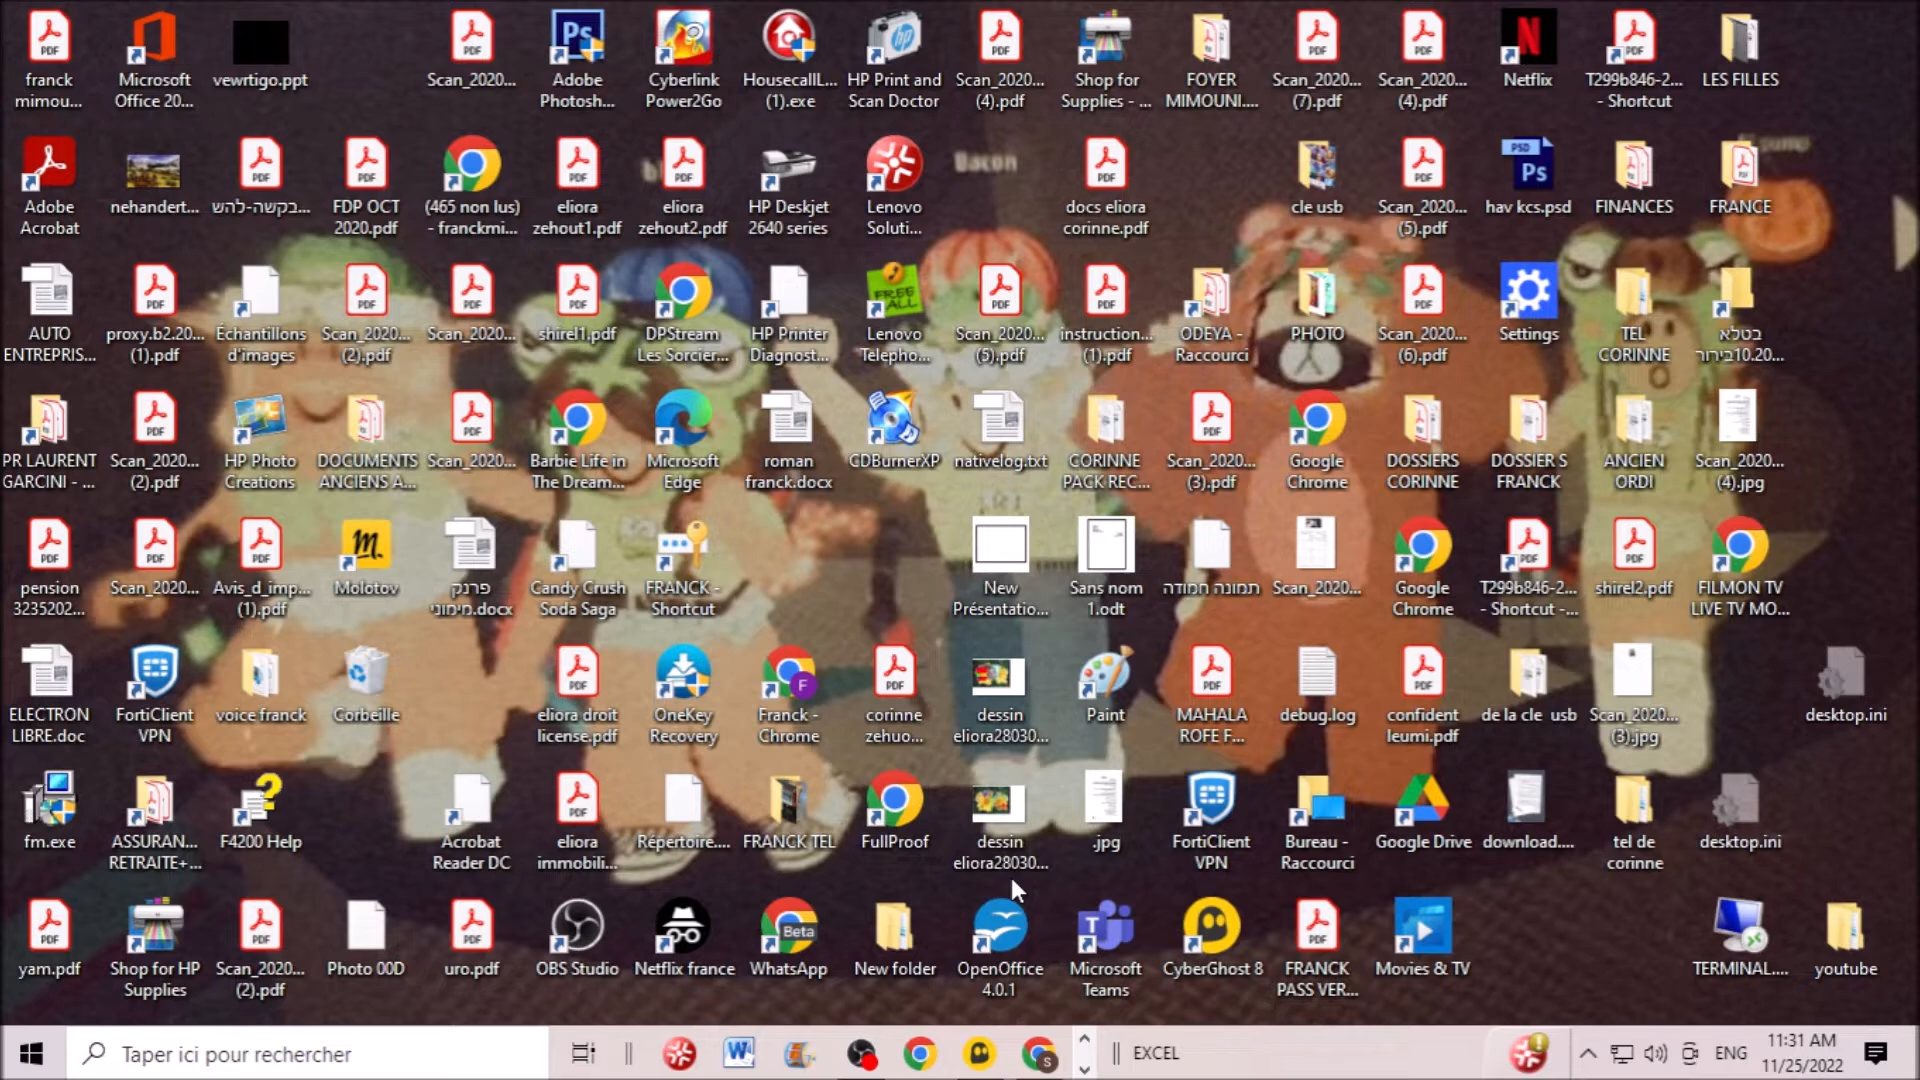 franck
mimou...
Microsoft
Office 20...
vewrtigo.ppt
Scan_2020...
Adobe
Photosh...
Cyberlink
Power2Go
HousecallL...
(1).exe
HP Print and
Scan Doctor
Scan_2020...
(4).pdf
Shop for
Supplies - ...
FOYER
MIMOUNI....
Scan_2020...
(7).pdf
Scan_2020...
(4).pdf
Netflix
T299b846-2...
- Shortcut
LES FILLES
Adobe
Acrobat
nehandert...
בקשה-להש...
FDP OCT
2020.pdf
(465 non lus)
- franckmi...
eliora
zehout1.pdf
eliora
zehout2.pdf
HP Deskjet
2640 series
Lenovo
Soluti...
Bacon
docs eliora
corinne.pdf
cle usb
Scan_2020...
(5).pdf
hav kcs.psd
FINANCES
FRANCE
AUTO
ENTREPRIS...
proxy.b2.20...
(1).pdf
Échantillons
d'images
Scan_2020...
(2).pdf
Scan_2020...
shirel1.pdf
DPStream
Les Sorcier...
HP Printer
Diagnost...
FREE
CALL
Lenovo
Telepho...
Scan_2020...
(5).pdf
instruction...
(1).pdf
ODEYA -
Raccourci
PHOTO
Scan_2020...
(6).pdf
Settings
TEL
CORINNE
בטלא
בירור10.20...
PR LAURENT
GARCINI - ...
Scan_2020...
(2).pdf
HP Photo
Creations
DOCUMENTS
ANCIENS A...
Scan_2020...
Barbie Life in
The Dream...
Microsoft
Edge
roman
franck.docx
CDBurnerXP
nativelog.txt
CORINNE
PACK REC...
Scan_2020...
(3).pdf
Google
Chrome
DOSSIERS
CORINNE
DOSSIER S
FRANCK
ANCIEN
ORDI
Scan_2020...
(4).jpg
pension
3235202...
Scan_2020...
Avis_d_imp...
(1).pdf
Molotov
פרנק
מימוני.docx
Candy Crush
Soda Saga
FRANCK -
Shortcut
New
Présentatio...
Sans nom
1.odt
תמונה חמודה
Scan_2020...
Google
Chrome
T299b846-2...
- Shortcut -...
shirel2.pdf
FILMON TV
LIVE TV MO...
ELECTRON
LIBRE.doc
FortiClient
VPN
voice franck
Corbeille
eliora droit
license.pdf
OneKey
Recovery
Franck -
Chrome
corinne
zehuo...
dessin
eliora28030...
Paint
MAHALA
ROFE F...
debug.log
confident
leumi.pdf
de la cle usb
Scan_2020...
(3).jpg
desktop.ini
fm.exe
ASSURAN...
RETRAITE+...
F4200 Help
Acrobat
Reader DC
eliora
immobili...
Répertoire....
FRANCK TEL
FullProof
dessin
eliora28030...
.jpg
FortiClient
VPN
Bureau -
Raccourci
Google Drive
download....
tel de
corinne
desktop.ini
yam.pdf
Shop for HP
Supplies
Scan_2020...
(2).pdf
Photo 00D
uro.pdf
OBS Studio
Netflix france
Beta
WhatsApp
New folder
OpenOffice
4.0.1
Microsoft
Teams
CyberGhost 8
FRANCK
PASS VER...
Movies & TV
TERMINAL....
youtube
Taper ici pour rechercher
EXCEL
ENG
11:31 AM
11/25/2022